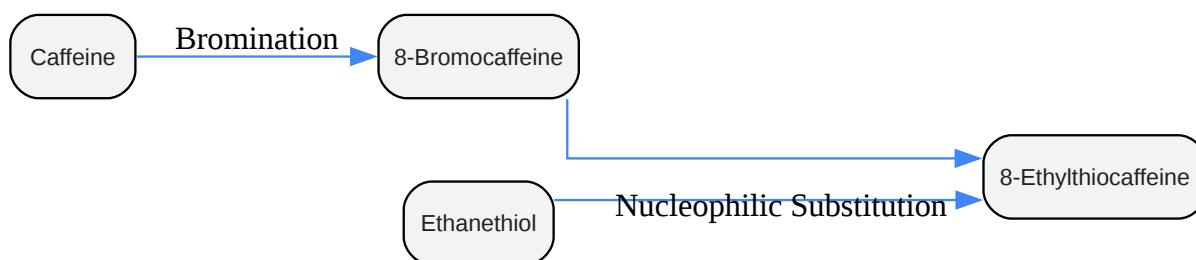 Caffeine
Bromination
8-Bromocaffeine
8-Ethylthiocaffeine
Ethanethiol
Nucleophilic Substitution